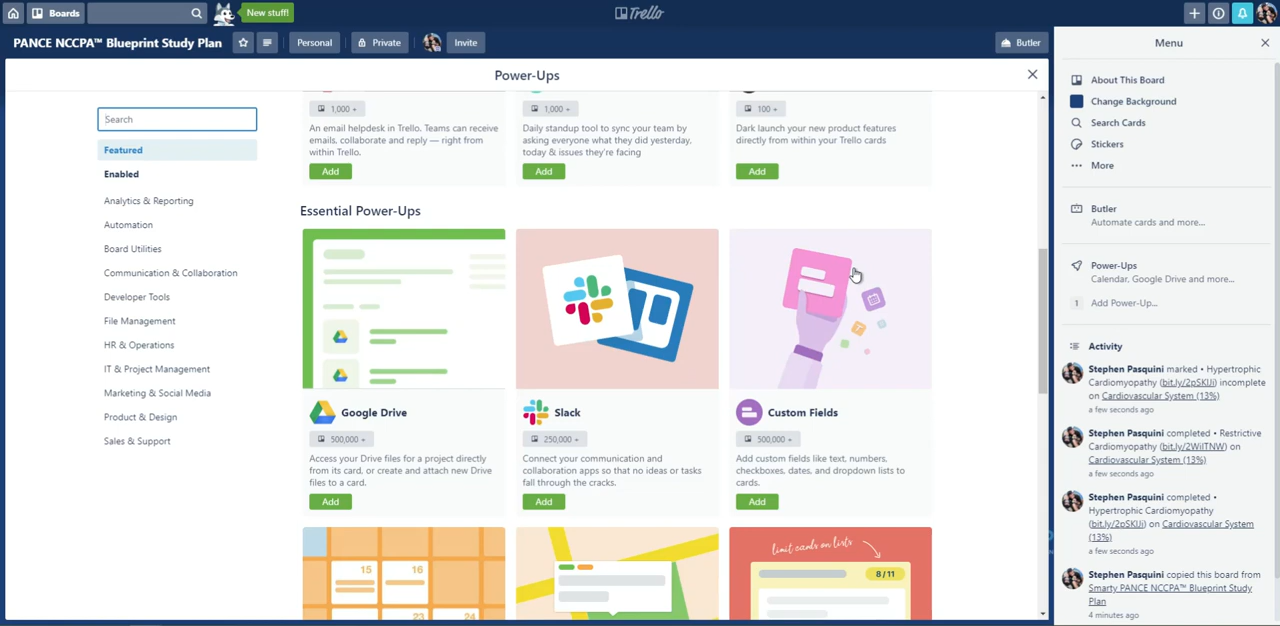 Boards
New stuff!
Trello
PANCE NCCPA™ Blueprint Study Plan
Personal
Private
Invite
Butler
Power-Ups
Search
Featured
Enabled
Analytics & Reporting
Automation
Board Utilities
Communication & Collaboration
Developer Tools
File Management
HR & Operations
IT & Project Management
Marketing & Social Media
Product & Design
Sales & Support
1,000 +
An email helpdesk in Trello. Teams can receive
emails, collaborate and reply — right from
within Trello.
Add
1,000 +
Daily standup tool to sync your team by
asking everyone what they did yesterday,
today & issues they're facing
Add
100 +
Dark launch your new product features
directly from within your Trello cards
Add
Essential Power-Ups
Google Drive
500,000 +
Access your Drive files for a project directly
from its card, or create and attach new Drive
files to a card.
Add
Slack
250,000 +
Connect your communication and
collaboration apps so that no ideas or tasks
fall through the cracks.
Add
Custom Fields
500,000 +
Add custom fields like text, numbers,
checkboxes, dates, and dropdown lists to
cards.
Add
15
16
23
24
limit cards on lists
8 / 11
Menu
About This Board
Change Background
Search Cards
Stickers
More
Butler
Automate cards and more...
Power-Ups
Calendar, Google Drive and more...
1 Add Power-Up...
Activity
Stephen Pasquini marked • Hypertrophic
Cardiomyopathy (bit.ly/2pSKIJi) incomplete
on Cardiovascular System (13%)
a few seconds ago
Stephen Pasquini completed • Restrictive
Cardiomyopathy (bit.ly/2WiITNW) on
Cardiovascular System (13%)
a few seconds ago
Stephen Pasquini completed •
Hypertrophic Cardiomyopathy
(bit.ly/2pSKIJi) on Cardiovascular System
(13%)
a few seconds ago
Stephen Pasquini copied this board from
Smarty PANCE NCCPA™ Blueprint Study
Plan
4 minutes ago